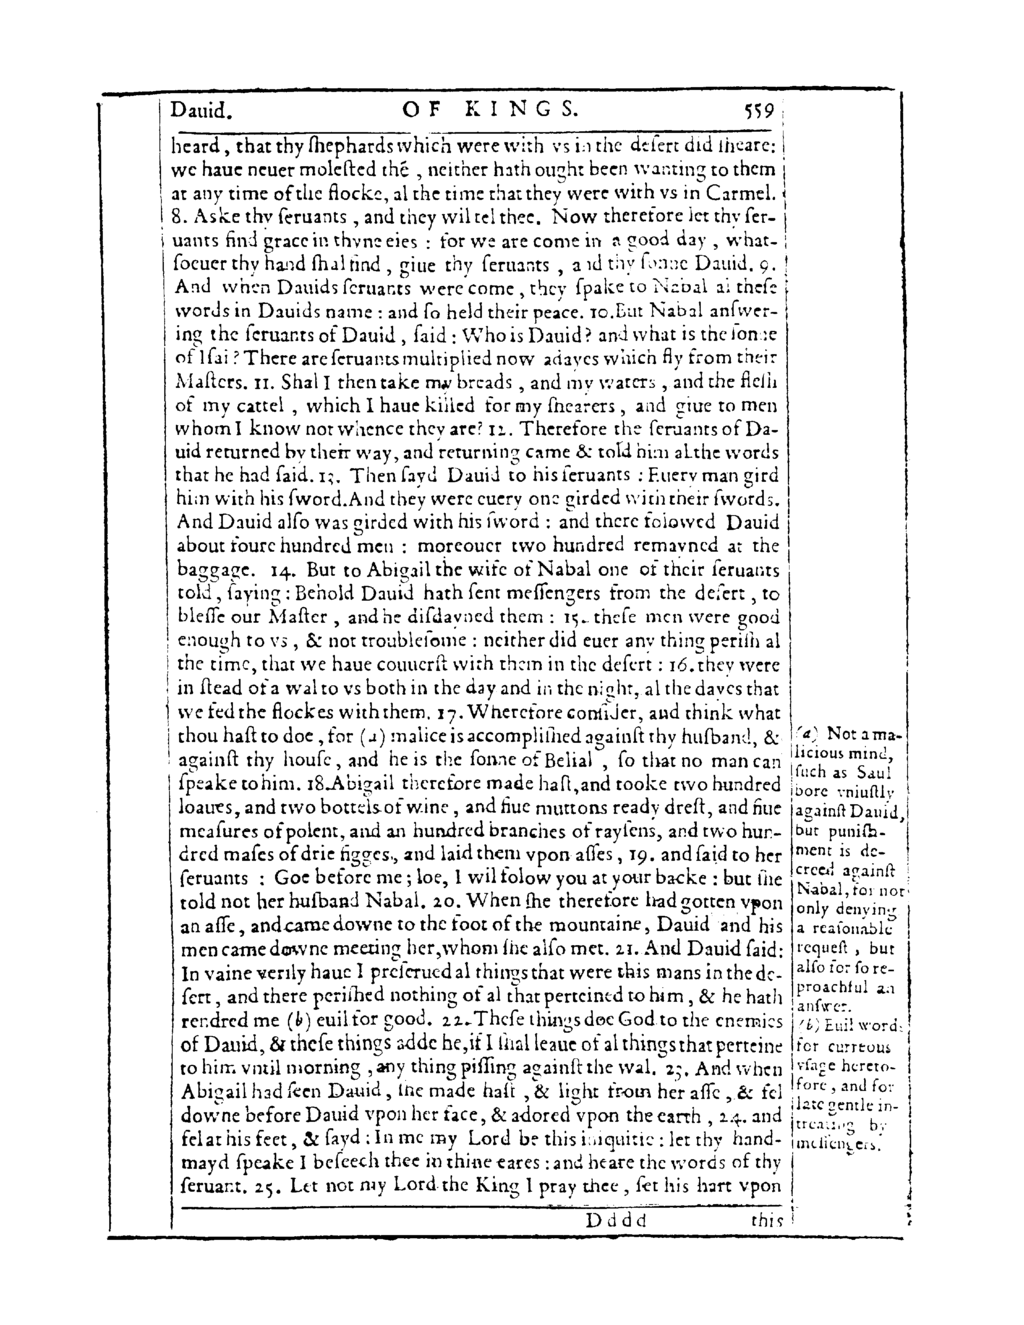 Dauid. OF KINGS. 559
heard, that thy ſhephards which were with vs in the deſert did ſheare:
we haue neuer moleſted thē, neither hath ought been wanting to them
at any time of the flocke, al the time that they were with vs in Carmel.
8. Aske thy ſeruants, and they wil tel thee. Now therefore let thy ſer-
uants find grace in thyne eies : for we are come in a good day, what-
ſoeuer thy hand ſhal find, giue thy ſeruants, and thy ſonne Dauid. 9.
And when Dauids ſeruants were come, they ſpake to Nabal al theſe
words in Dauids name : and ſo held their peace. 10. But Nabal anſwer-
ing the ſeruants of Dauid, ſaid : Who is Dauid? and what is the ſonne
of Iſai? There are ſeruants multiplied now adayes which fly from their
Maſters. 11. Shal I then take my breads, and my waters, and the fleſh
of my cattel, which I haue killed for my ſhearers, and giue to men
whom I know not whence they are? 12. Therefore the ſeruants of Da-
uid returned by their way, and returning came & told him al the words
that he had ſaid. 13. Then ſayd Dauid to his ſeruants : Euery man gird
him with his ſword. And they were euery one girded with their ſwords.
And Dauid alſo was girded with his ſword : and there folowed Dauid
about foure hundred men : moreouer two hundred remayned at the
baggage. 14. But to Abigail the wife of Nabal one of their ſeruants
told, ſaying : Behold Dauid hath ſent meſſengers from the deſert, to
bleſſe our Maſter, and he diſdayned them : 15. theſe men were good
enough to vs, & not troubleſome : neither did euer any thing periſh al
the time, that we haue conuerſt with them in the deſert : 16. they were
in ſtead of a wal to vs both in the day and in the night, al the dayes that
we fed the flockes with them. 17. Wherefore conſider, and think what
thou haſt to doe, for (a) malice is accompliſhed againſt thy huſband, &
againſt thy houſe, and he is the ſonne of Belial, ſo that no man can
ſpeake to him. 18. Abigail therefore made haſt, and tooke two hundred
loaues, and two bottels of wine, and fiue muttons ready dreſt, and fiue
meaſures of polent, and an hundred branches of rayſens, and two hun-
dred maſes of drie figges, and laid them vpon aſſes, 19. and ſaid to her
ſeruants : Goe before me; loe, I wil folow you at your backe : but ſhe
told not her huſband Nabal. 20. When ſhe therefore had gotten vpon
an aſſe, and came downe to the foot of the mountaine, Dauid and his
men came downe meeting her, whom ſhe alſo met. 21. And Dauid ſaid:
In vaine verily haue I preſerued al things that were this mans in the de-
ſert, and there periſhed nothing of al that perteined to him, & he hath
rendred me (b) euil for good. 22. Theſe things doe God to the enemies
of Dauid, & theſe things adde he, if I ſhal leaue of al things that perteine
to him vntil morning, any thing piſſing againſt the wal. 23. And when
Abigail had ſeen Dauid, ſhe made haſt, & light from her aſſe, & fel
downe before Dauid vpon her face, & adored vpon the earth, 24. and
fel at his feet, & ſayd : In me my Lord be this iniquitie : let thy hand-
mayd ſpeake I beſeech thee in thine eares : and heare the words of thy
ſeruant. 25. Let not my Lord the King I pray thee, ſet his hart vpon
Dddd this
(a) Not a ma-
licious mind,
ſuch as Saul
bore vniuſtly
againſt Dauid,
but puniſh-
ment is de-
creed againſt
Nabal, for not
only denying
a reaſonable
requeſt, but
alſo for ſo re-
proachful an
anſwer.
(b) Euil words
for curteous
vſage hereto-
fore, and for
late gentle in-
treating by
meſſengers.